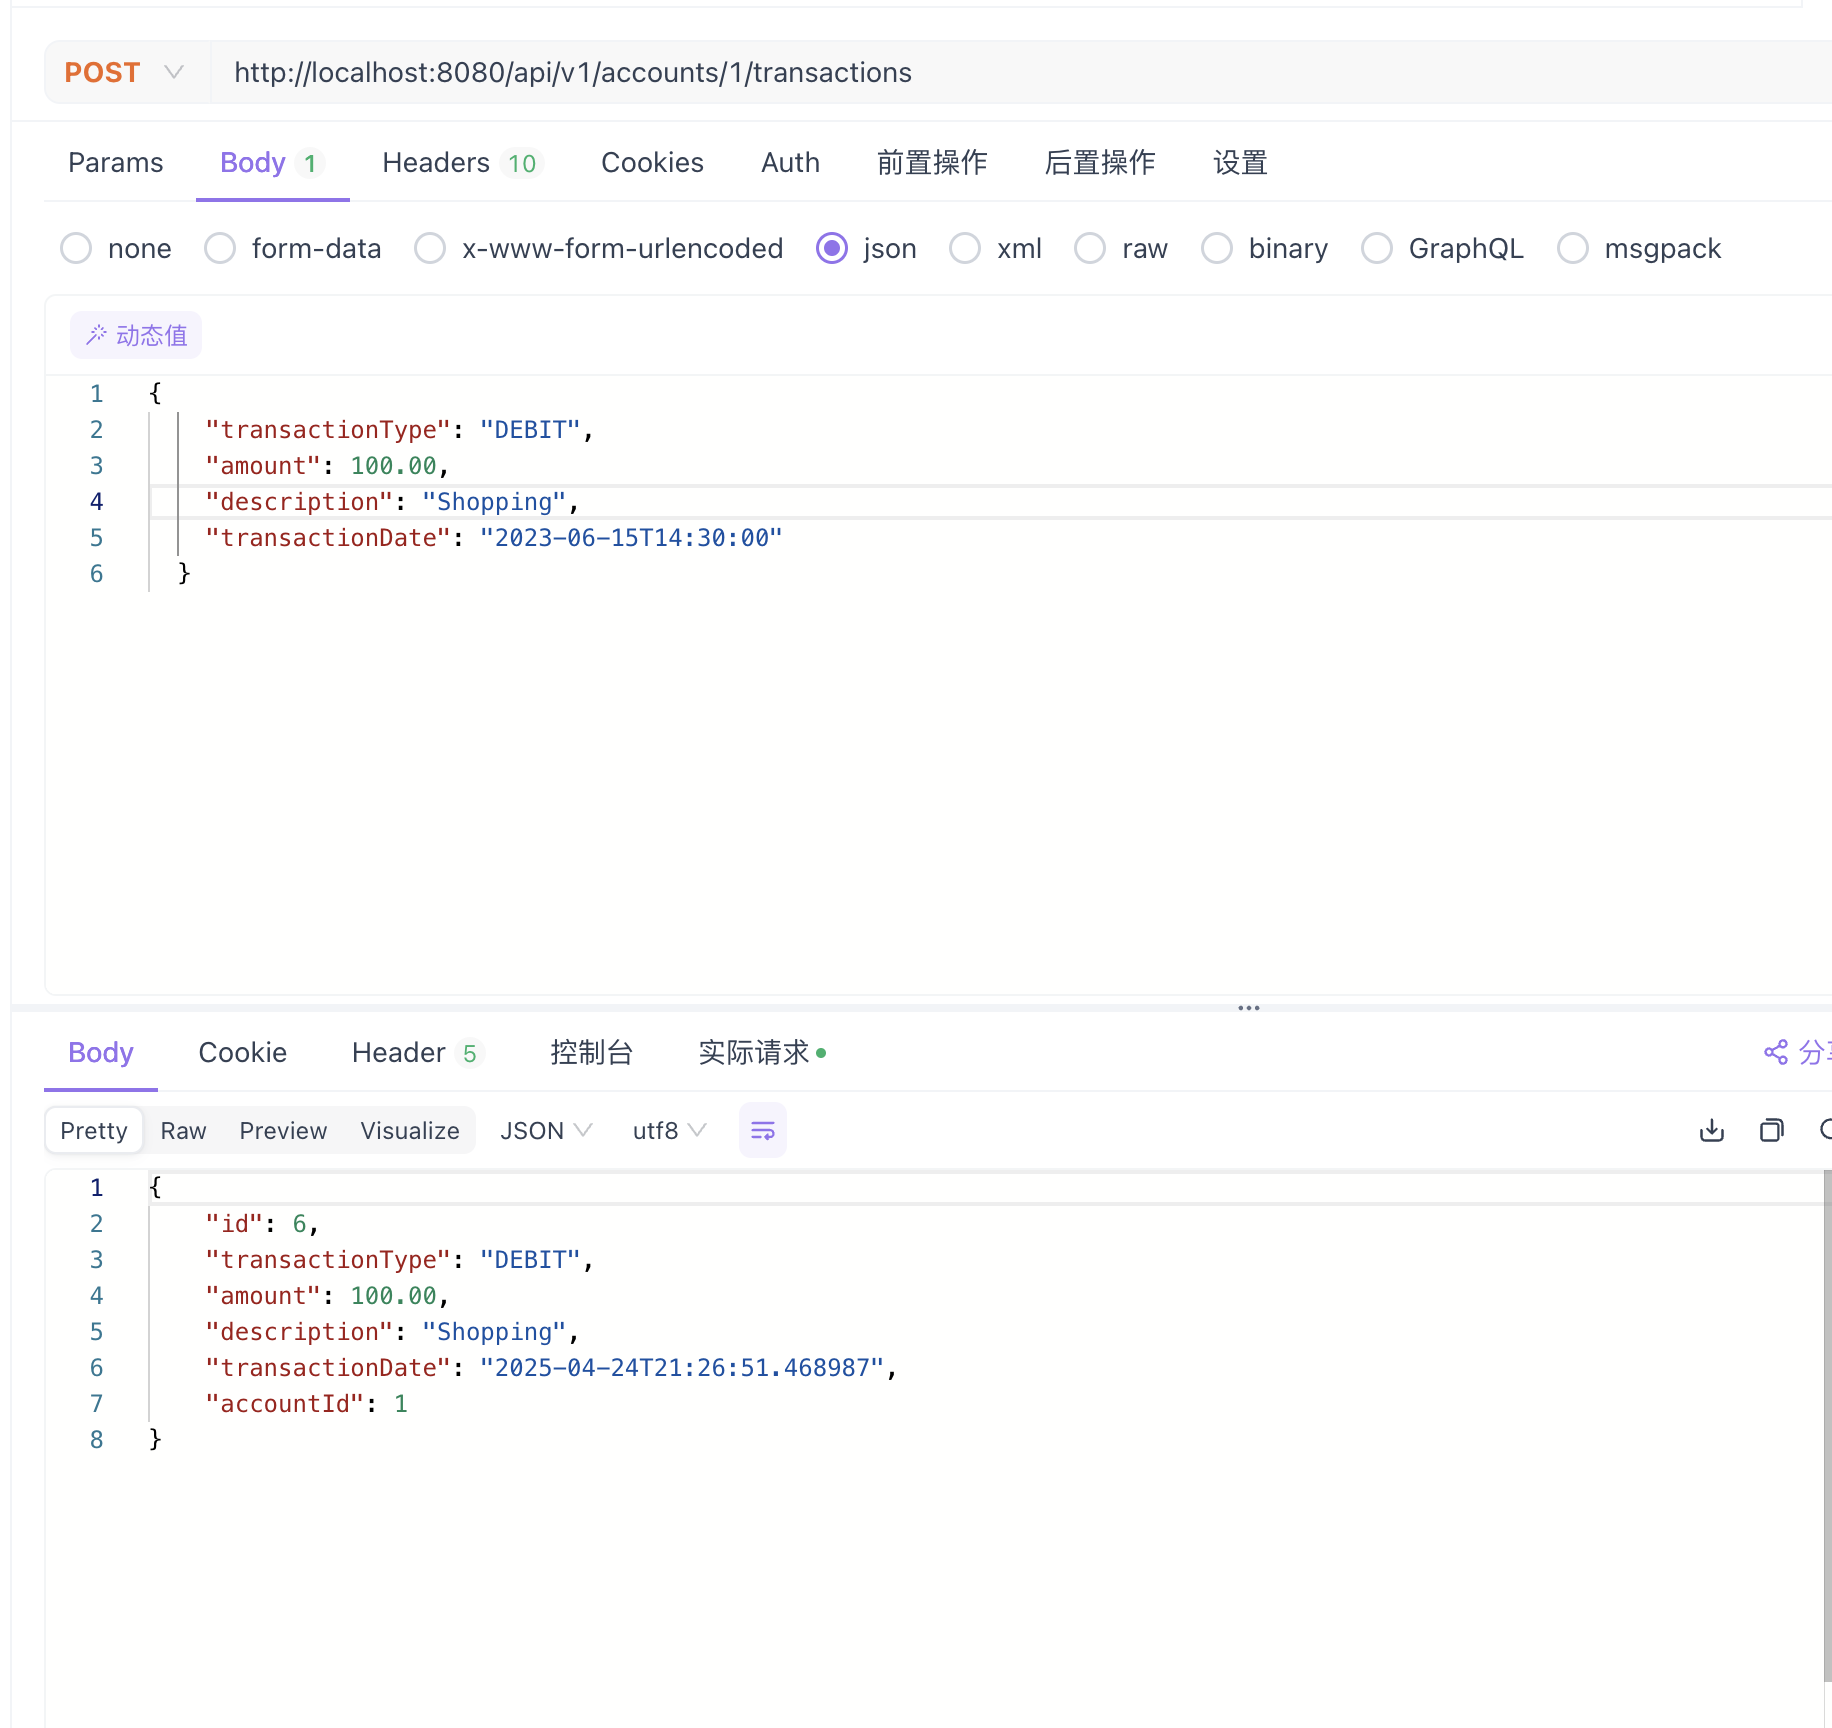 POST http://localhost:8080/api/v1/accounts/1/transactions
Params Body 1 Headers 10 Cookies Auth 前置操作 后置操作 设置
none form-data x-www-form-urlencoded json xml raw binary GraphQL msgpack
动态值
1 {
2 "transactionType": "DEBIT",
3 "amount": 100.00,
4 "description": "Shopping",
5 "transactionDate": "2023-06-15T14:30:00"
6 }
Body Cookie Header 5 控制台 实际请求 分
Pretty Raw Preview Visualize JSON utf8
1 {
2 "id": 6,
3 "transactionType": "DEBIT",
4 "amount": 100.00,
5 "description": "Shopping",
6 "transactionDate": "2025-04-24T21:26:51.468987",
7 "accountId": 1
8 }